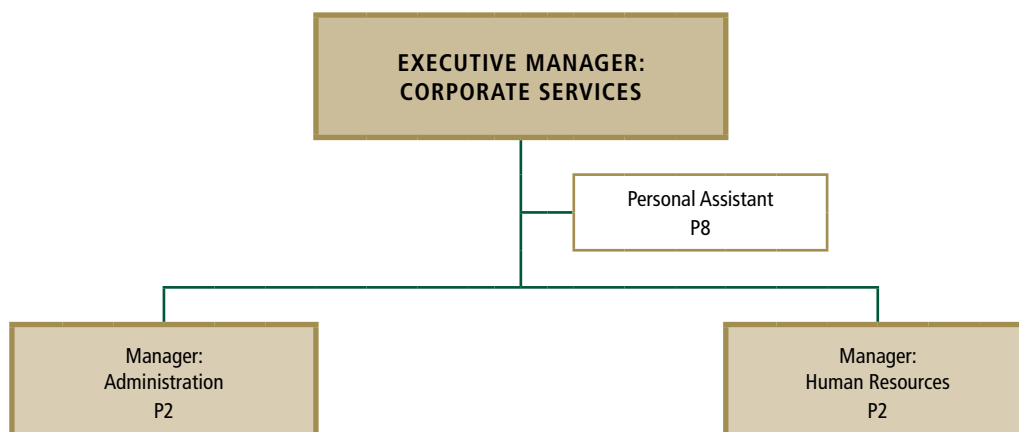 EXECUTIVE MANAGER:
CORPORATE SERVICES
Personal Assistant
P8
Manager:
Administration
P2
Manager:
Human Resources
P2